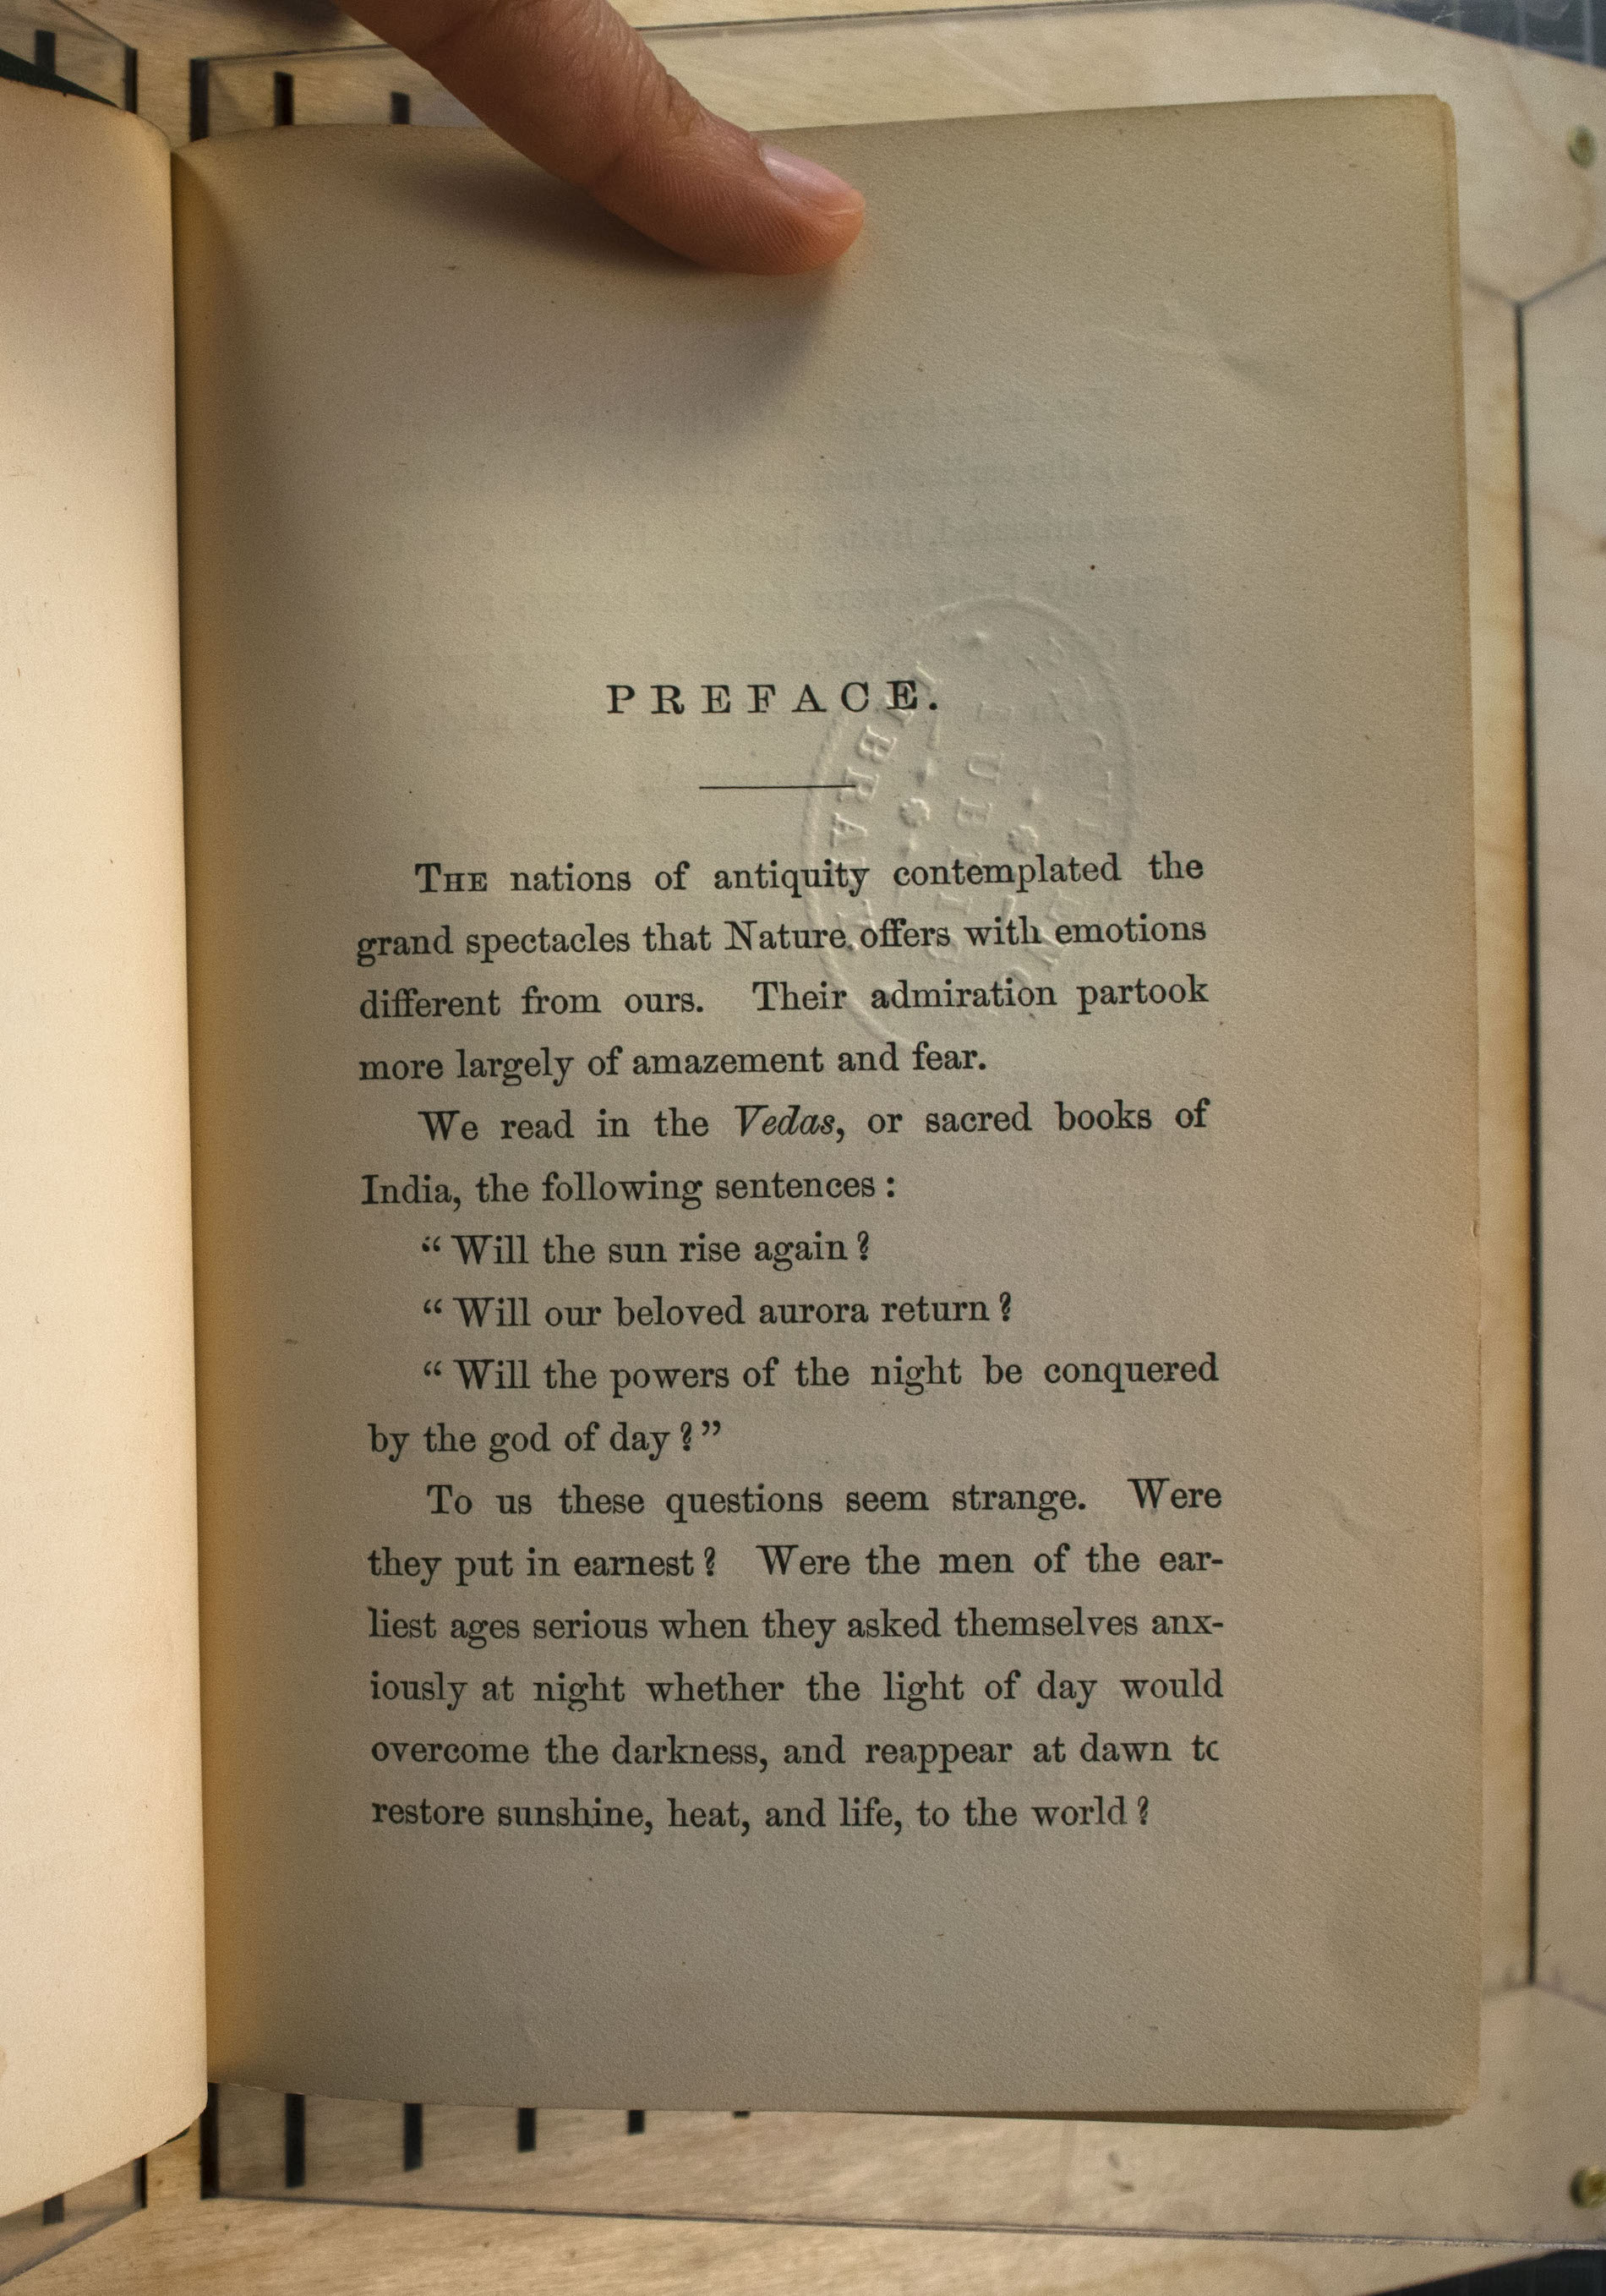 PREFACE.
THE nations of antiquity contemplated the
grand spectacles that Nature offers with emotions
different from ours. Their admiration partook
more largely of amazement and fear.
We read in the Vedas, or sacred books of
India, the following sentences :
“ Will the sun rise again ?
“ Will our beloved aurora return ?
“ Will the powers of the night be conquered
by the god of day ? ”
To us these questions seem strange. Were
they put in earnest ? Were the men of the ear-
liest ages serious when they asked themselves anx-
iously at night whether the light of day would
overcome the darkness, and reappear at dawn to
restore sunshine, heat, and life, to the world ?